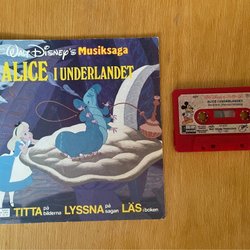 WALT DISNEY'S Musiksaga
ALICE I UNDERLANDET
TITTA på bilderna LYSSNA på sagan LÄS i boken
ALICE I UNDERLANDET